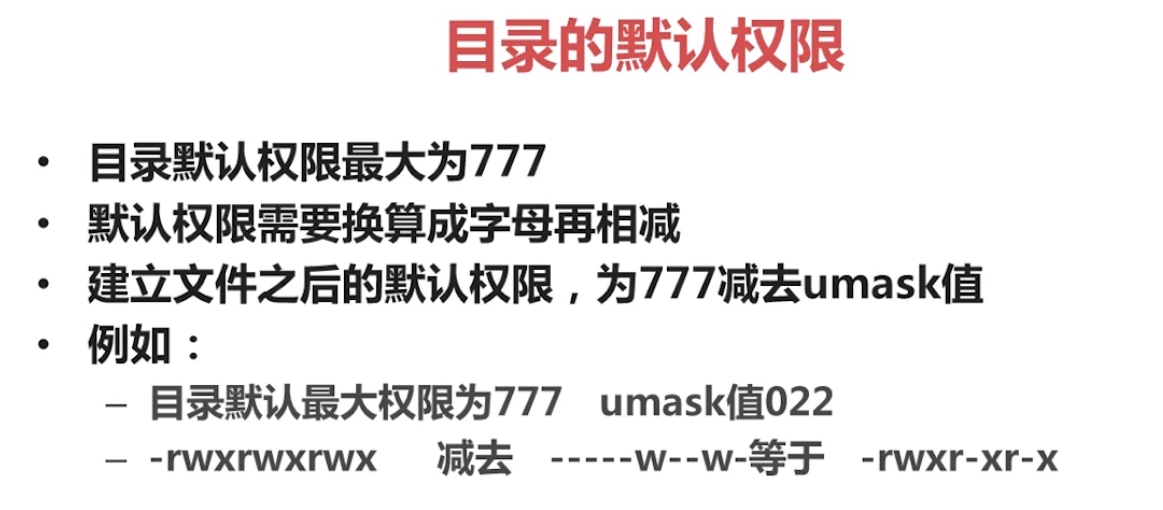 目录的默认权限
• 目录默认权限最大为777
• 默认权限需要换算成字母再相减
• 建立文件之后的默认权限，为777减去umask值
• 例如：
– 目录默认最大权限为777 umask值022
– -rwxrwxrwx 减去 -----w--w-等于 -rwxr-xr-x